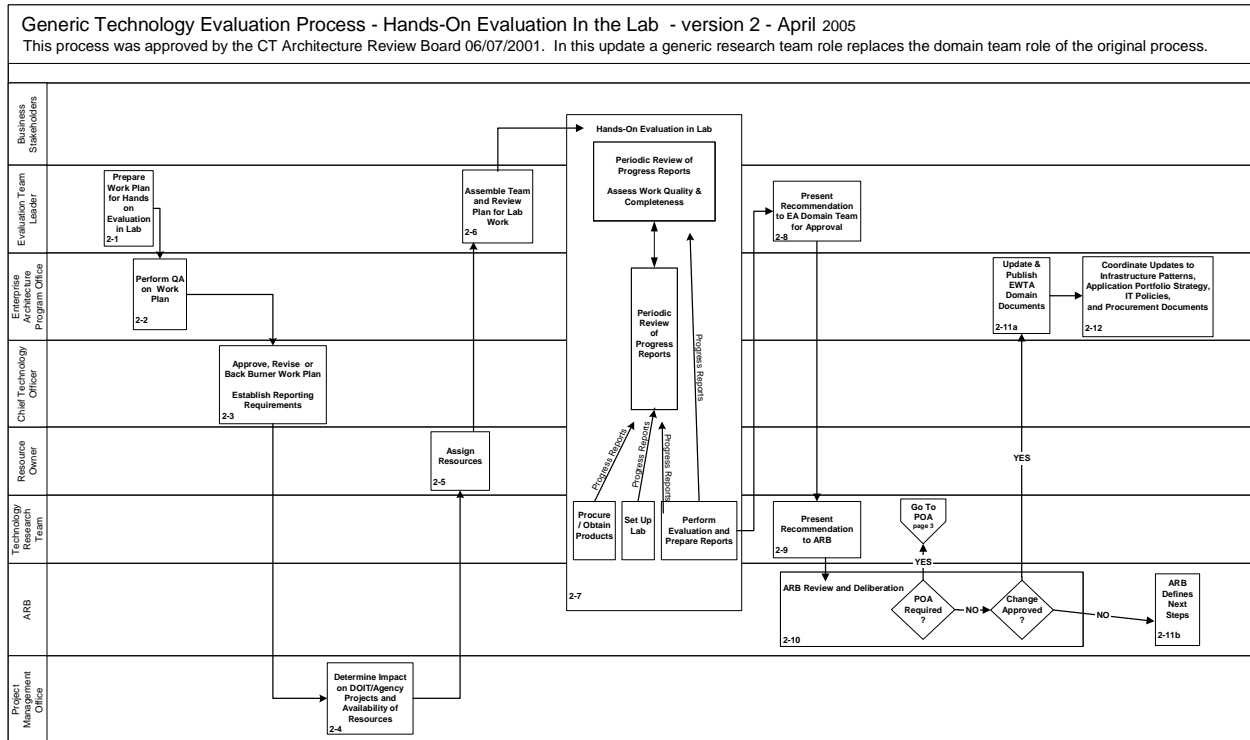 Generic Technology Evaluation Process - Hands-On Evaluation In the Lab - version 2 - April 2005
This process was approved by the CT Architecture Review Board 06/07/2001. In this update a generic research team role replaces the domain team role of the original process.
Business
Stakeholders
Hands-On Evaluation in Lab
Periodic Review of
Progress Reports
Assess Work Quality &
Completeness
Evaluation Team
Leader
Prepare
Work Plan
for Hands
on
Evaluation
in Lab
2-1
Assemble Team
and Review
Plan for Lab
Work
2-6
Present
Recommendation
to EA Domain Team
for Approval
2-8
Enterprise
Architecture
Program Office
Perform QA
on Work
Plan
2-2
Periodic
Review
of
Progress
Reports
Progress Reports
Update &
Publish
EWTA
Domain
Documents
2-11a
Coordinate Updates to
Infrastructure Patterns,
Application Portfolio Strategy,
IT Policies,
and Procurement Documents
2-12
Chief Technology
Officer
Approve, Revise or
Back Burner Work Plan
Establish Reporting
Requirements
2-3
Resource
Owner
Assign
Resources
2-5
Progress Reports
Progress Reports
Progress Reports
YES
Technology
Research
Team
Procure
/ Obtain
Products
Set Up
Lab
Perform
Evaluation and
Prepare Reports
Present
Recommendation
to ARB
2-9
Go To
POA
page 3
YES
ARB
2-7
ARB Review and Deliberation
POA
Required
?
NO
Change
Approved
?
NO
2-10
ARB
Defines
Next
Steps
2-11b
Project
Management
Office
Determine Impact
on DOIT/Agency
Projects and
Availability of
Resources
2-4